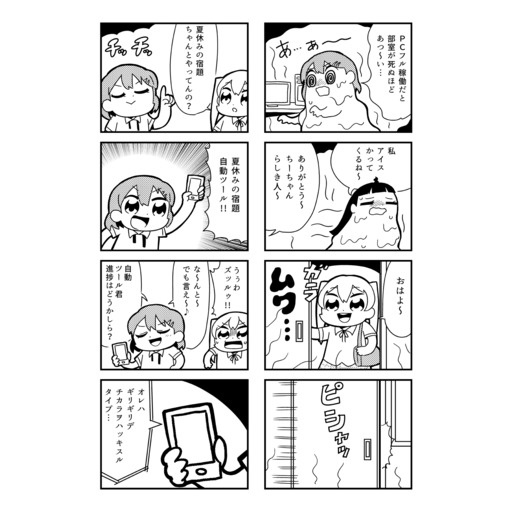 あ…ぁぁ〜
PCフル稼働だと
部室が死ぬほど
あつ〜い…
私
アイス
かって
くるね〜
ありがとう〜
ちーちゃん
らしき人〜
おはよ〜
ガララ
ムワ…
ピシャッ
夏休みの宿題
ちゃんとやってんの？
チッチッ
夏休みの宿題
自動ツール!!
うぅわ
ズッルゥ!!
な〜んと〜
でも言え♪
自動
ツール君
進捗はどうかしら？
オレハ
ギリギリデ
チカラヲハッキスル
タイプ…